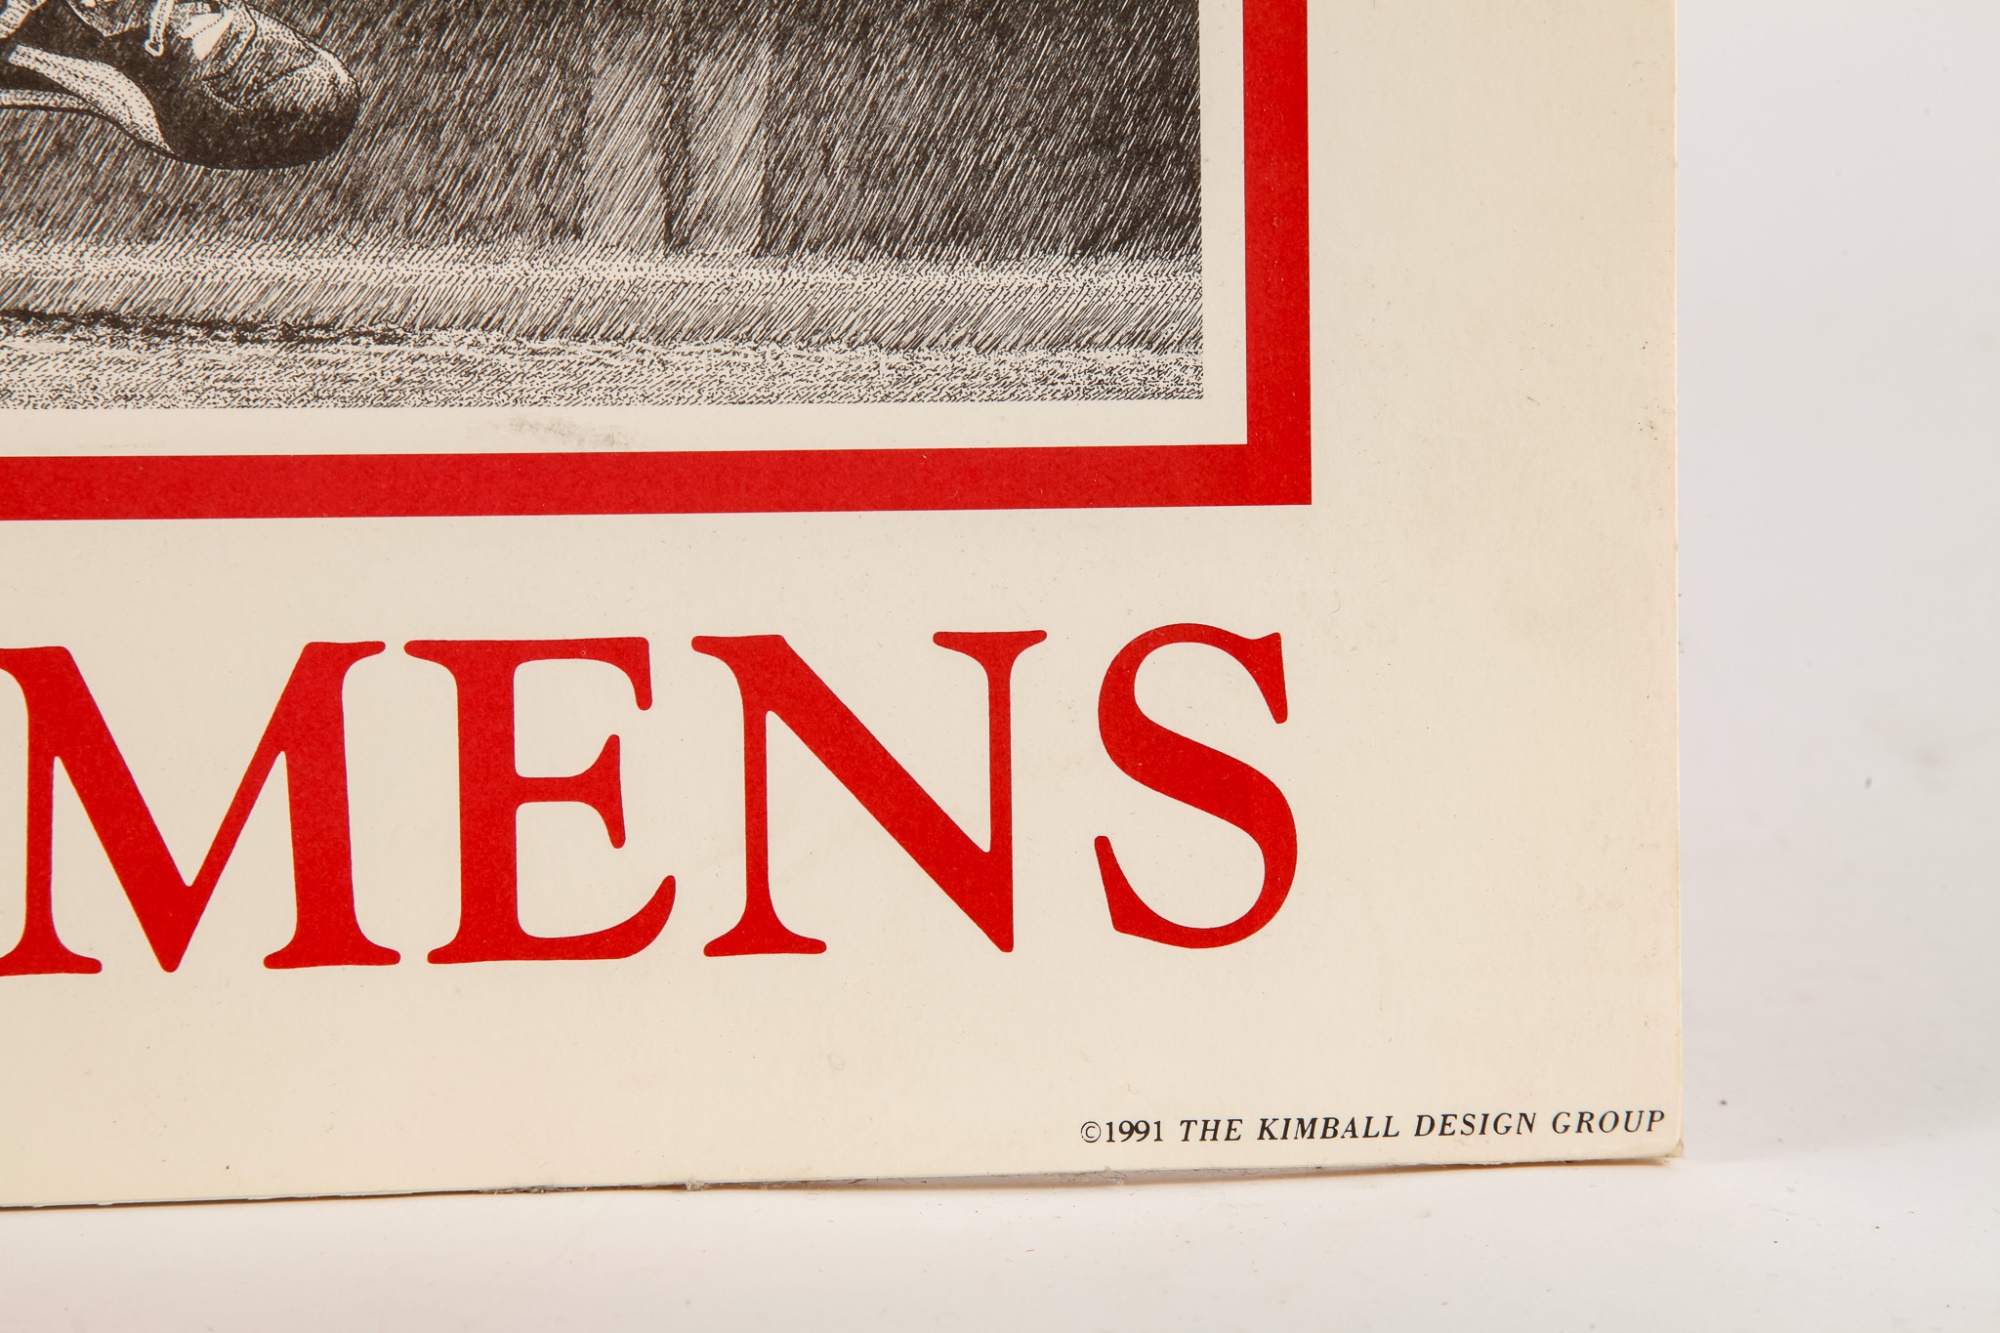 MENS
©1991 THE KIMBALL DESIGN GROUP